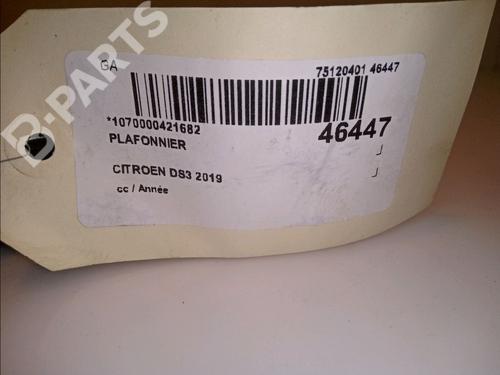 B-PARTS
GA
75120401 46447
*1070000421682
46447
PLAFONNIER
J
CITROEN DS3 2019
J
cc / Année